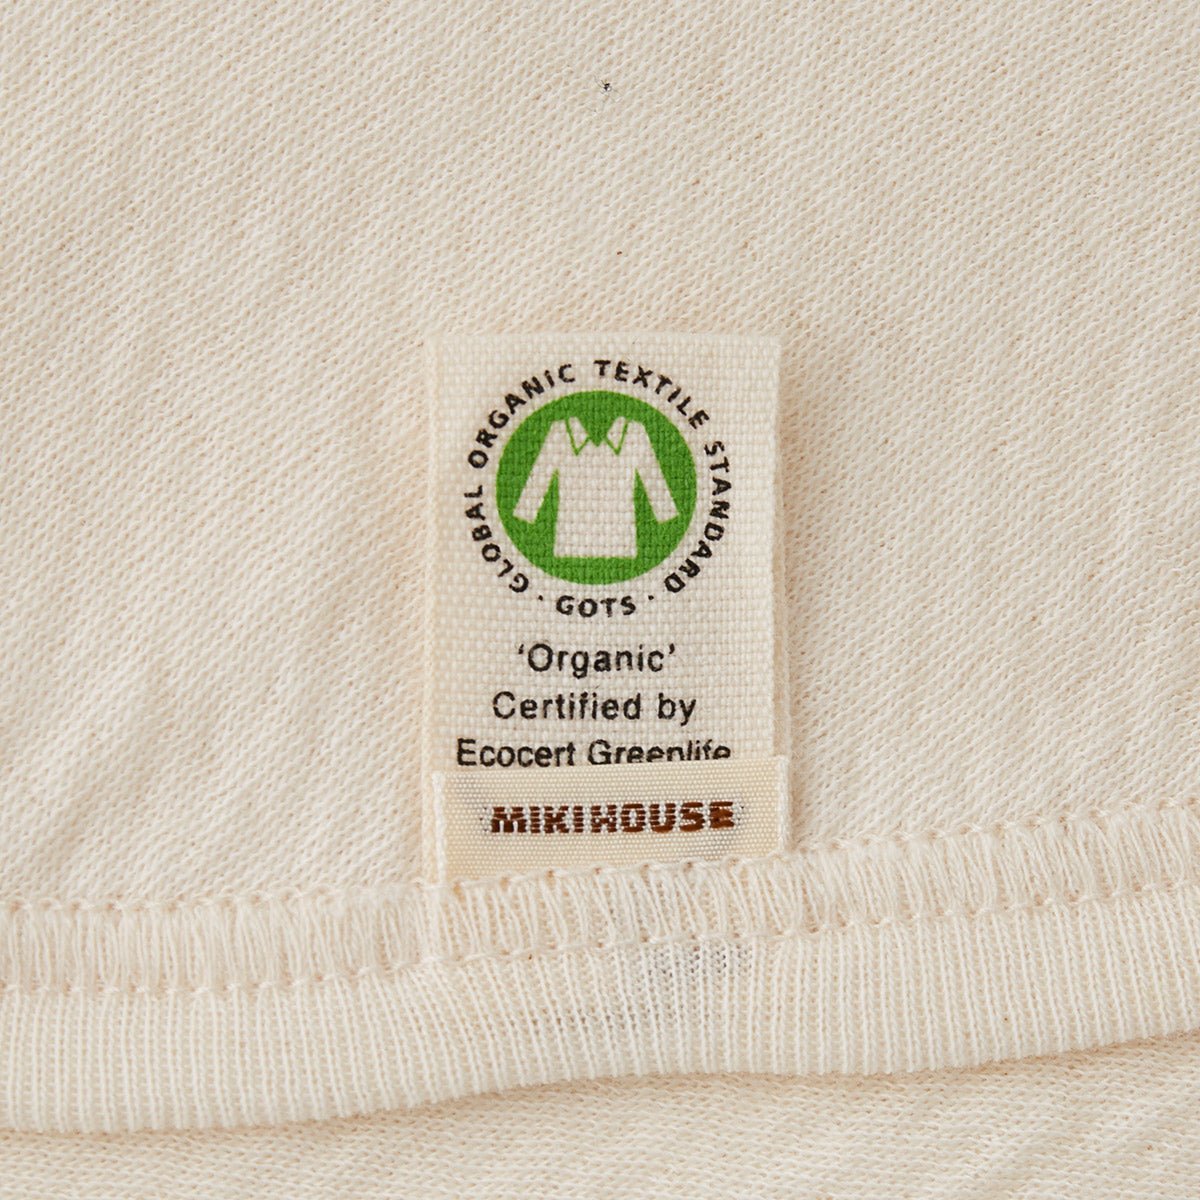 GLOBAL ORGANIC TEXTILE STANDARD
· GOTS ·
‘Organic’
Certified by
Ecocert Greenlife
MIKIHOUSE